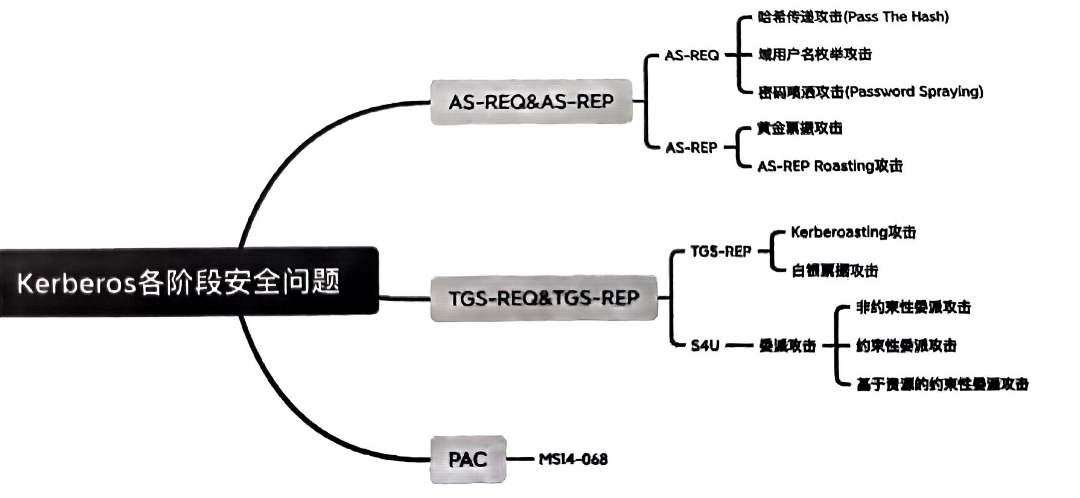 Kerberos各阶段安全问题
AS-REQ&AS-REP
AS-REQ
哈希传递攻击(Pass The Hash)
域用户名枚举攻击
密码喷洒攻击(Password Spraying)
AS-REP
黄金票据攻击
AS-REP Roasting攻击
TGS-REQ&TGS-REP
TGS-REP
Kerberoasting攻击
白银票据攻击
S4U
委派攻击
非约束性委派攻击
约束性委派攻击
基于资源的约束性委派攻击
PAC
MS14-068